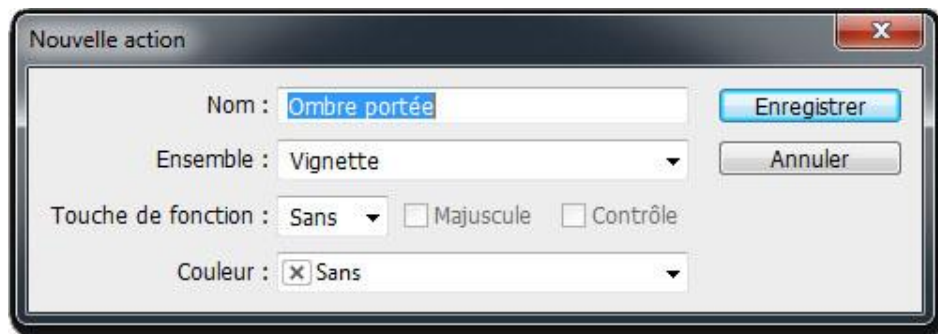 Nouvelle action
Nom : Ombre portée Enregistrer
Ensemble : Vignette Annuler
Touche de fonction : Sans Majuscule Contrôle
Couleur : Sans